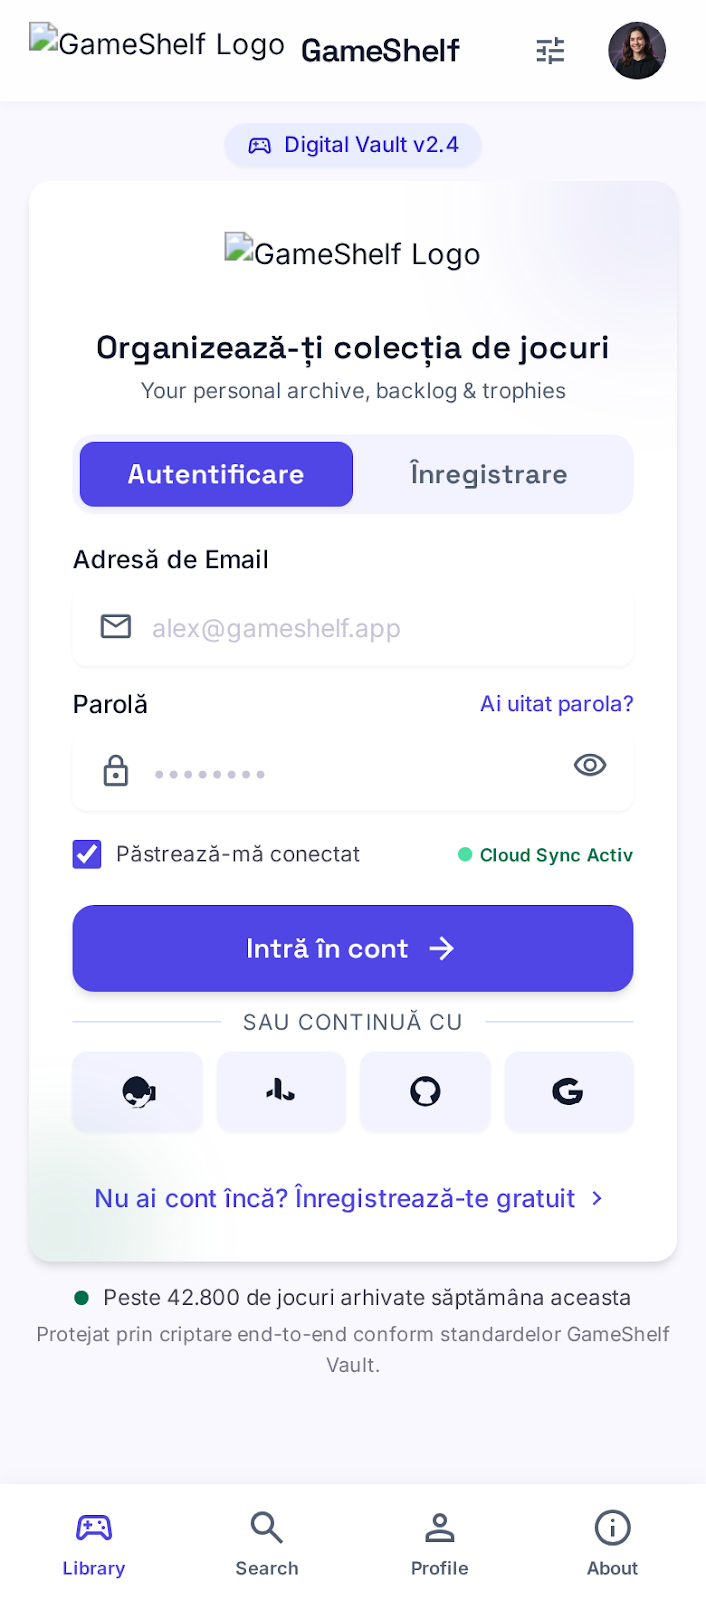 GameShelf Logo GameShelf
Digital Vault v2.4
GameShelf Logo
Organizează-ți colecția de jocuri
Your personal archive, backlog & trophies
Autentificare Înregistrare
Adresă de Email
alex@gameshelf.app
Parolă Ai uitat parola?
••••••••
Păstrează-mă conectat Cloud Sync Activ
Intră în cont →
SAU CONTINUĂ CU
Nu ai cont încă? Înregistrează-te gratuit
Peste 42.800 de jocuri arhivate săptămâna aceasta
Protejat prin criptare end-to-end conform standardelor GameShelf
Vault.
Library Search Profile About